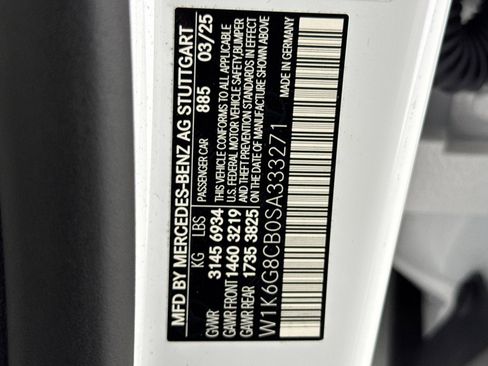 MFD BY MERCEDES-BENZ AG STUTTGART
PASSENGER CAR 885 03/25
KG LBS
GVWR 3145 6934
GAWR FRONT 1460 3219
GAWR REAR 1735 3825
THIS VEHICLE CONFORMS TO ALL APPLICABLE
U.S. FEDERAL MOTOR VEHICLE SAFETY, BUMPER
AND THEFT PREVENTION STANDARDS IN EFFECT
ON THE DATE OF MANUFACTURE SHOWN ABOVE
W1K6G8CB0SA333271
MADE IN GERMANY